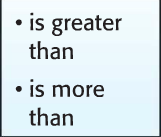 • is greater
than
• is more
than